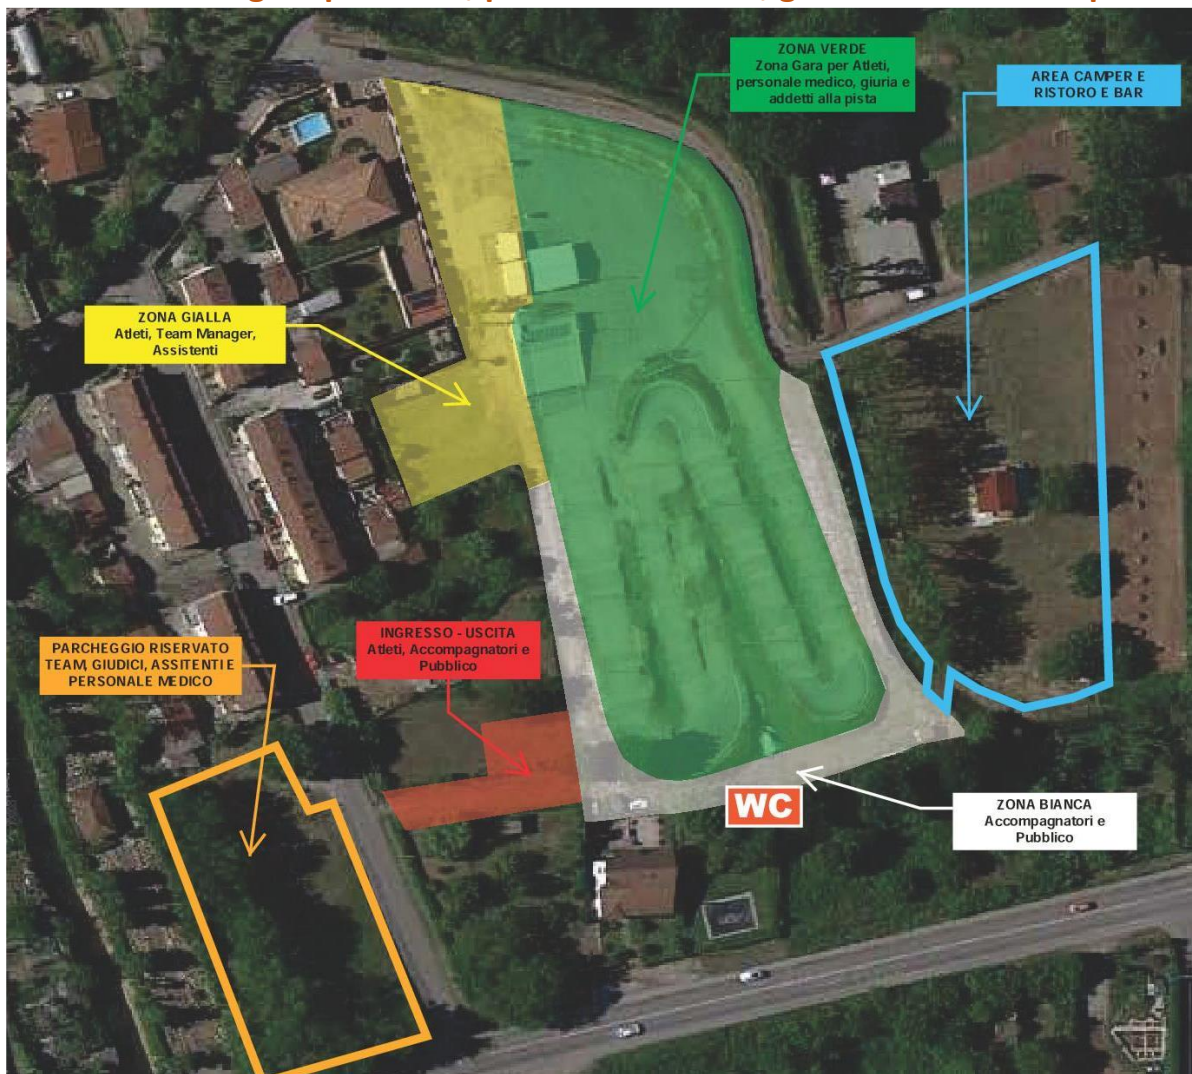 ZONA VERDE
Zona Gara per Atleti,
personale medico, giuria e
addetti alla pista
AREA CAMPER E
RISTORO E BAR
ZONA GIALLA
Atleti, Team Manager,
Assistenti
INGRESSO - USCITA
Atleti, Accompagnatori e
Pubblico
PARCHEGGIO RISERVATO
TEAM, GIUDICI, ASSITENTI E
PERSONALE MEDICO
WC
ZONA BIANCA
Accompagnatori e
Pubblico